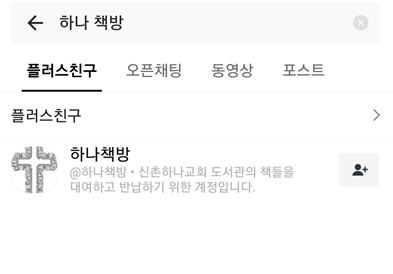 하나 책방
플러스친구 오픈채팅 동영상 포스트
플러스친구
하나책방
@하나책방 • 신촌하나교회 도서관의 책들을
대여하고 반납하기 위한 계정입니다.